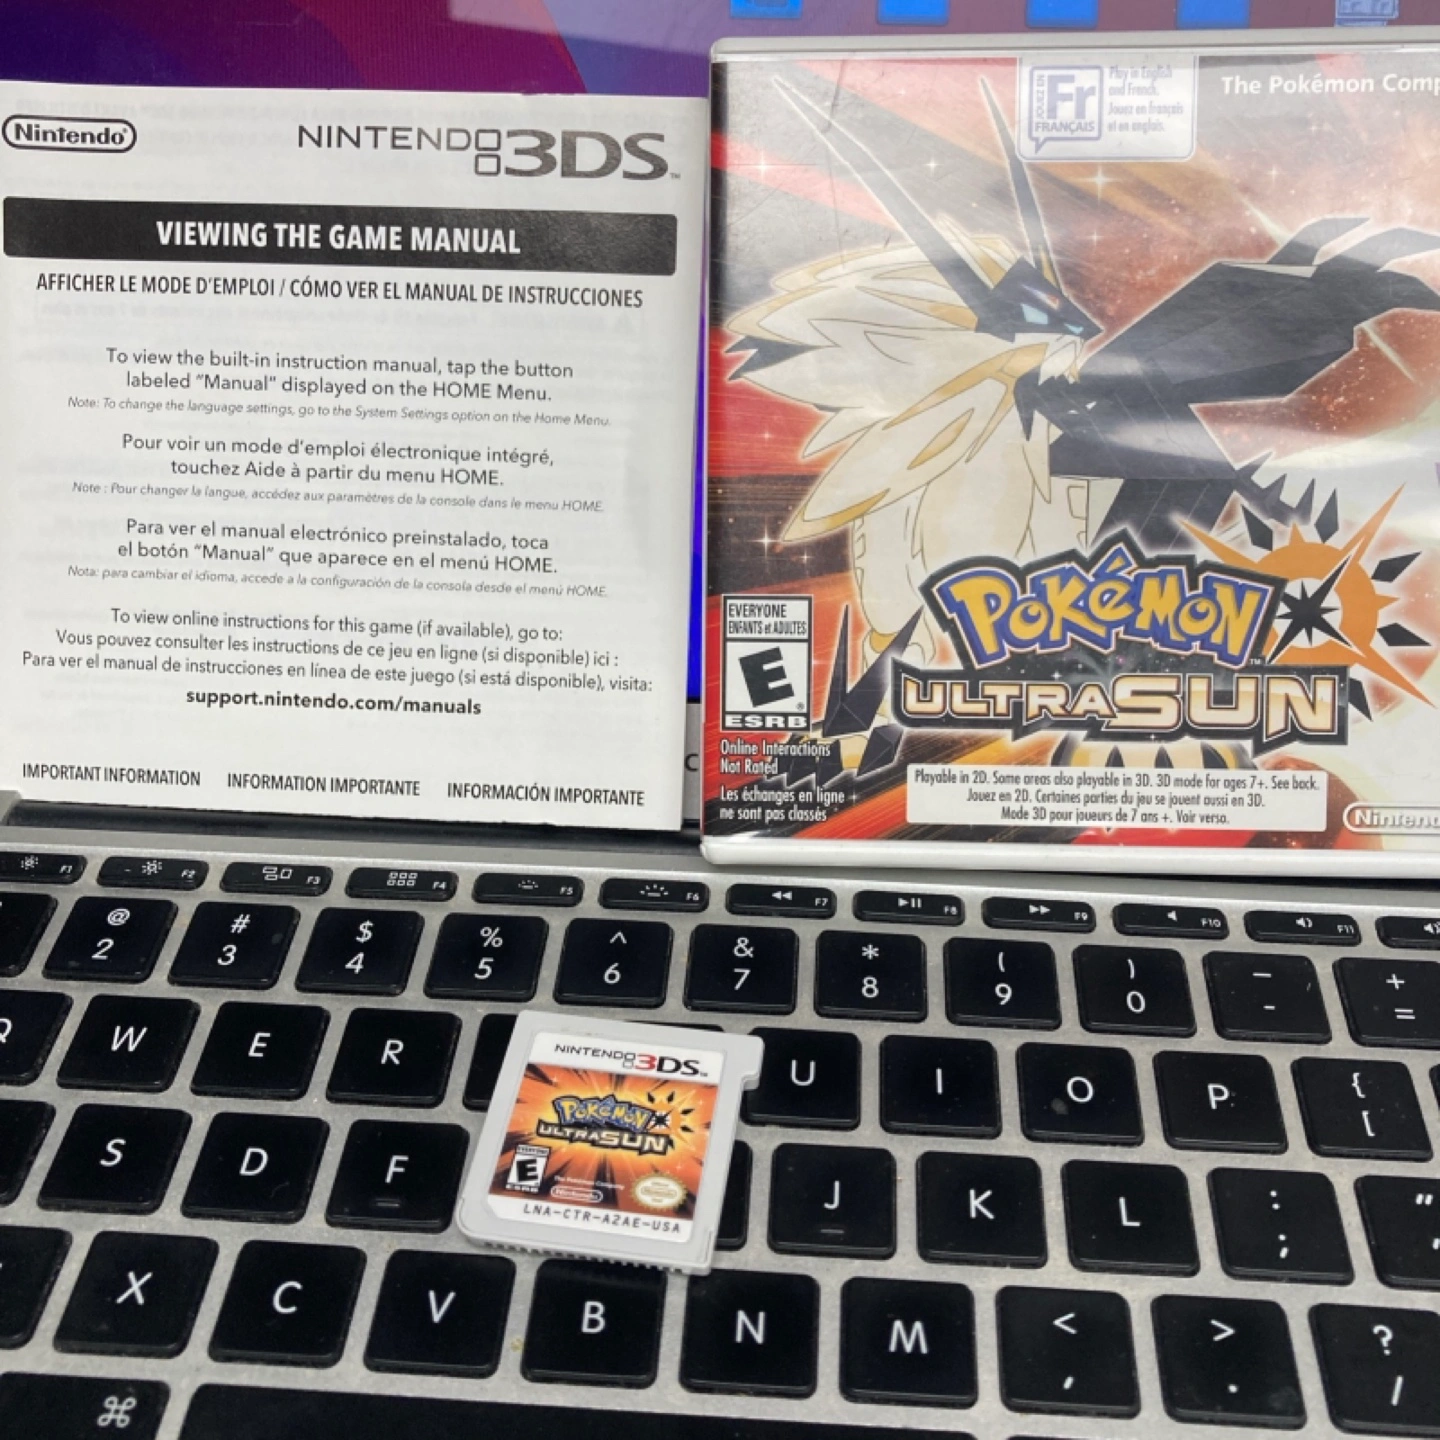 Nintendo
NINTENDO 3DS™
VIEWING THE GAME MANUAL
AFFICHER LE MODE D'EMPLOI / CÓMO VER EL MANUAL DE INSTRUCCIONES
To view the built-in instruction manual, tap the button
labeled "Manual" displayed on the HOME Menu.
Note: To change the language settings, go to the System Settings option on the Home Menu.
Pour voir un mode d'emploi électronique intégré,
touchez Aide à partir du menu HOME.
Note : Pour changer la langue, accédez aux paramètres de la console dans le menu HOME.
Para ver el manual electrónico preinstalado, toca
el botón "Manual" que aparece en el menú HOME.
Nota: para cambiar el idioma, accede a la configuración de la consola desde el menú HOME.
To view online instructions for this game (if available), go to:
Vous pouvez consulter les instructions de ce jeu en ligne (si disponible) ici :
Para ver el manual de instrucciones en línea de este juego (si está disponible), visita:
support.nintendo.com/manuals
IMPORTANT INFORMATION INFORMATION IMPORTANTE INFORMACIÓN IMPORTANTE
JOUEZ EN
Fr
FRANÇAIS
Play in English
and French.
Jouez en français
et en anglais.
The Pokémon Comp
POKÉMON™
ULTRA SUN
EVERYONE
ENFANTS et ADULTES
E®
ESRB
Online Interactions
Not Rated
Les échanges en ligne
ne sont pas classés
Playable in 2D. Some areas also playable in 3D. 3D mode for ages 7+. See back.
Jouez en 2D. Certaines parties du jeu se jouent aussi en 3D.
Mode 3D pour joueurs de 7 ans +. Voir verso.
Ninten
C
F1 F2 F3 F4 F5 F6 F7 F8 F9 F10 F11
@ # $ % ^ & * ( ) — +
2 3 4 5 6 7 8 9 0 - =
Q W E R U I O P { [
S D F J K L : ; "
X C V B N M < , > . ? /
⌘
NINTENDO 3DS™
POKÉMON
ULTRA SUN
EVERYONE
E
ESRB
The Pokémon Company
Nintendo
LNA-CTR-A2AE-USA